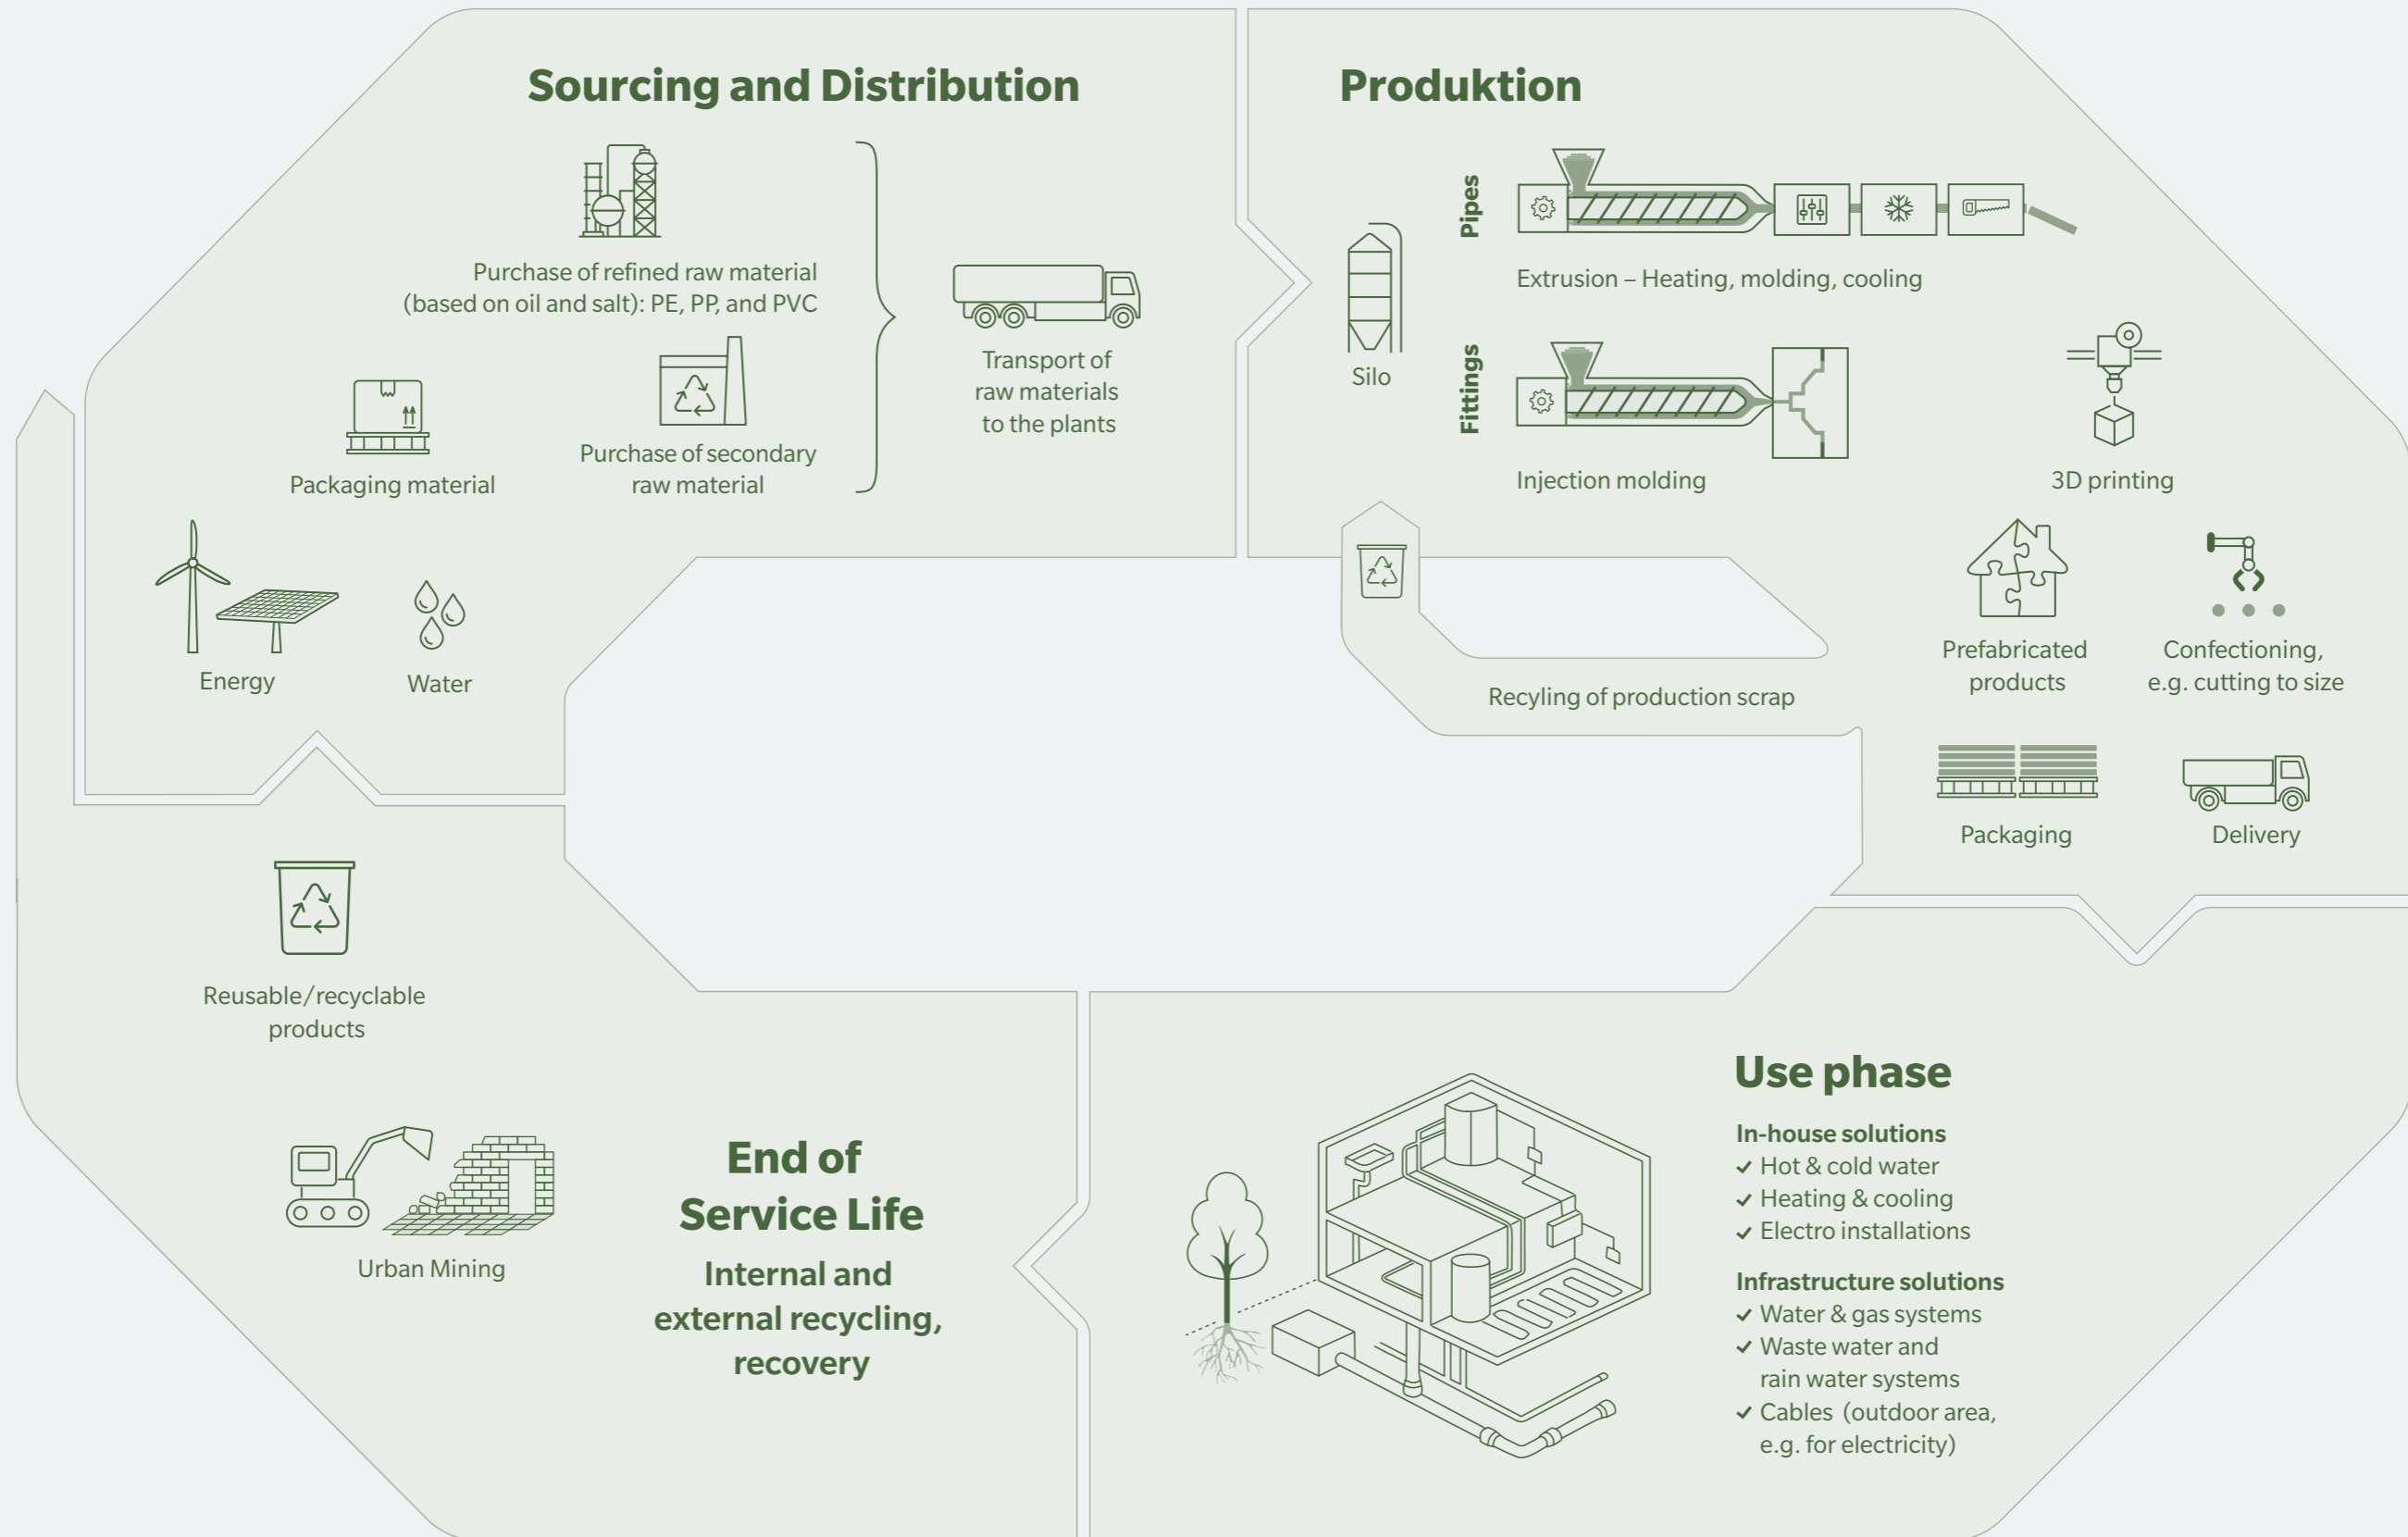 Sourcing and Distribution
Purchase of refined raw material
(based on oil and salt): PE, PP, and PVC
Packaging material
Purchase of secondary
raw material
Transport of
raw materials
to the plants
Energy
Water
Produktion
Silo
Pipes
Extrusion – Heating, molding, cooling
Fittings
Injection molding
3D printing
Recyling of production scrap
Prefabricated
products
Confectioning,
e.g. cutting to size
Packaging
Delivery
Use phase
In-house solutions
✓ Hot & cold water
✓ Heating & cooling
✓ Electro installations
Infrastructure solutions
✓ Water & gas systems
✓ Waste water and
rain water systems
✓ Cables (outdoor area,
e.g. for electricity)
End of
Service Life
Internal and
external recycling,
recovery
Reusable/recyclable
products
Urban Mining